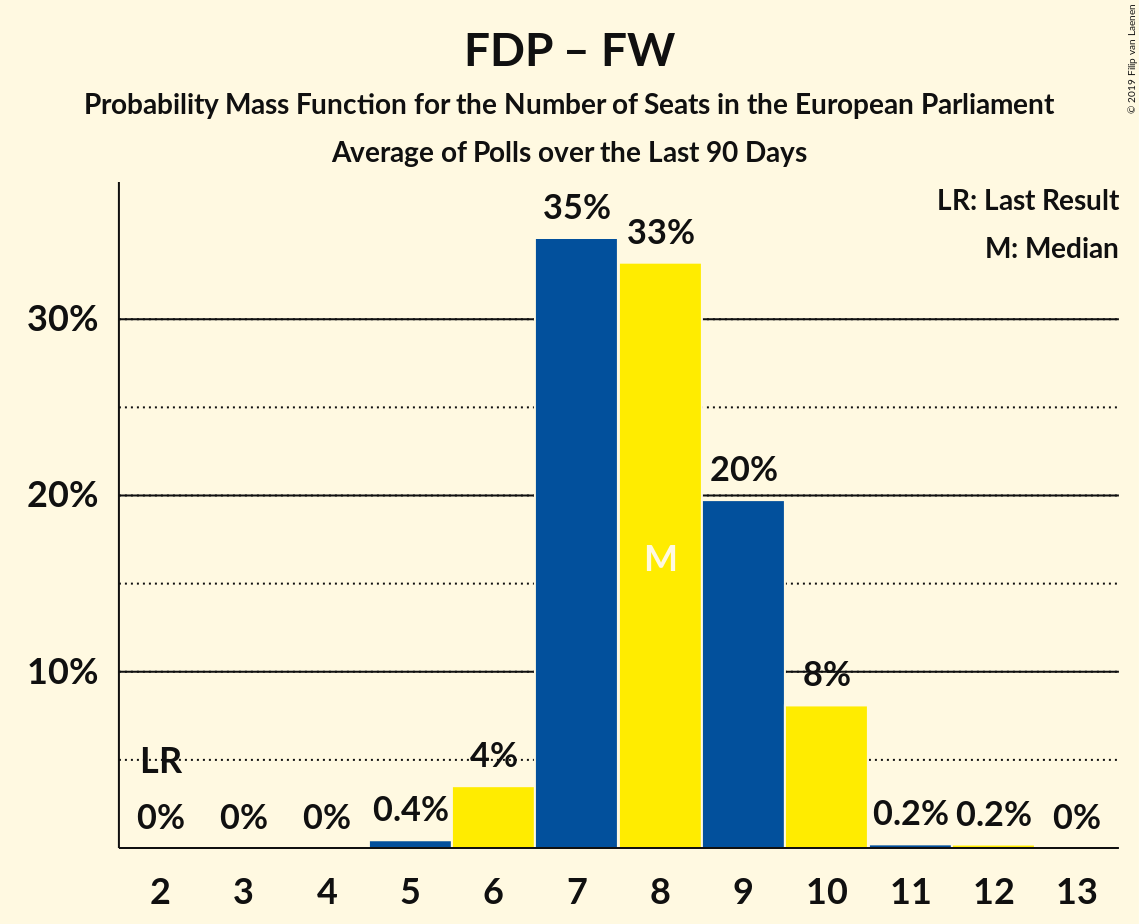 FDP – FW
Probability Mass Function for the Number of Seats in the European Parliament
Average of Polls over the Last 90 Days
© 2019 Filip van Laenen
LR: Last Result
M: Median
35%
33%
30%
20%
20%
M
10%
8%
LR
4%
0% 0% 0% 0.4% 0.2% 0.2% 0%
2 3 4 5 6 7 8 9 10 11 12 13